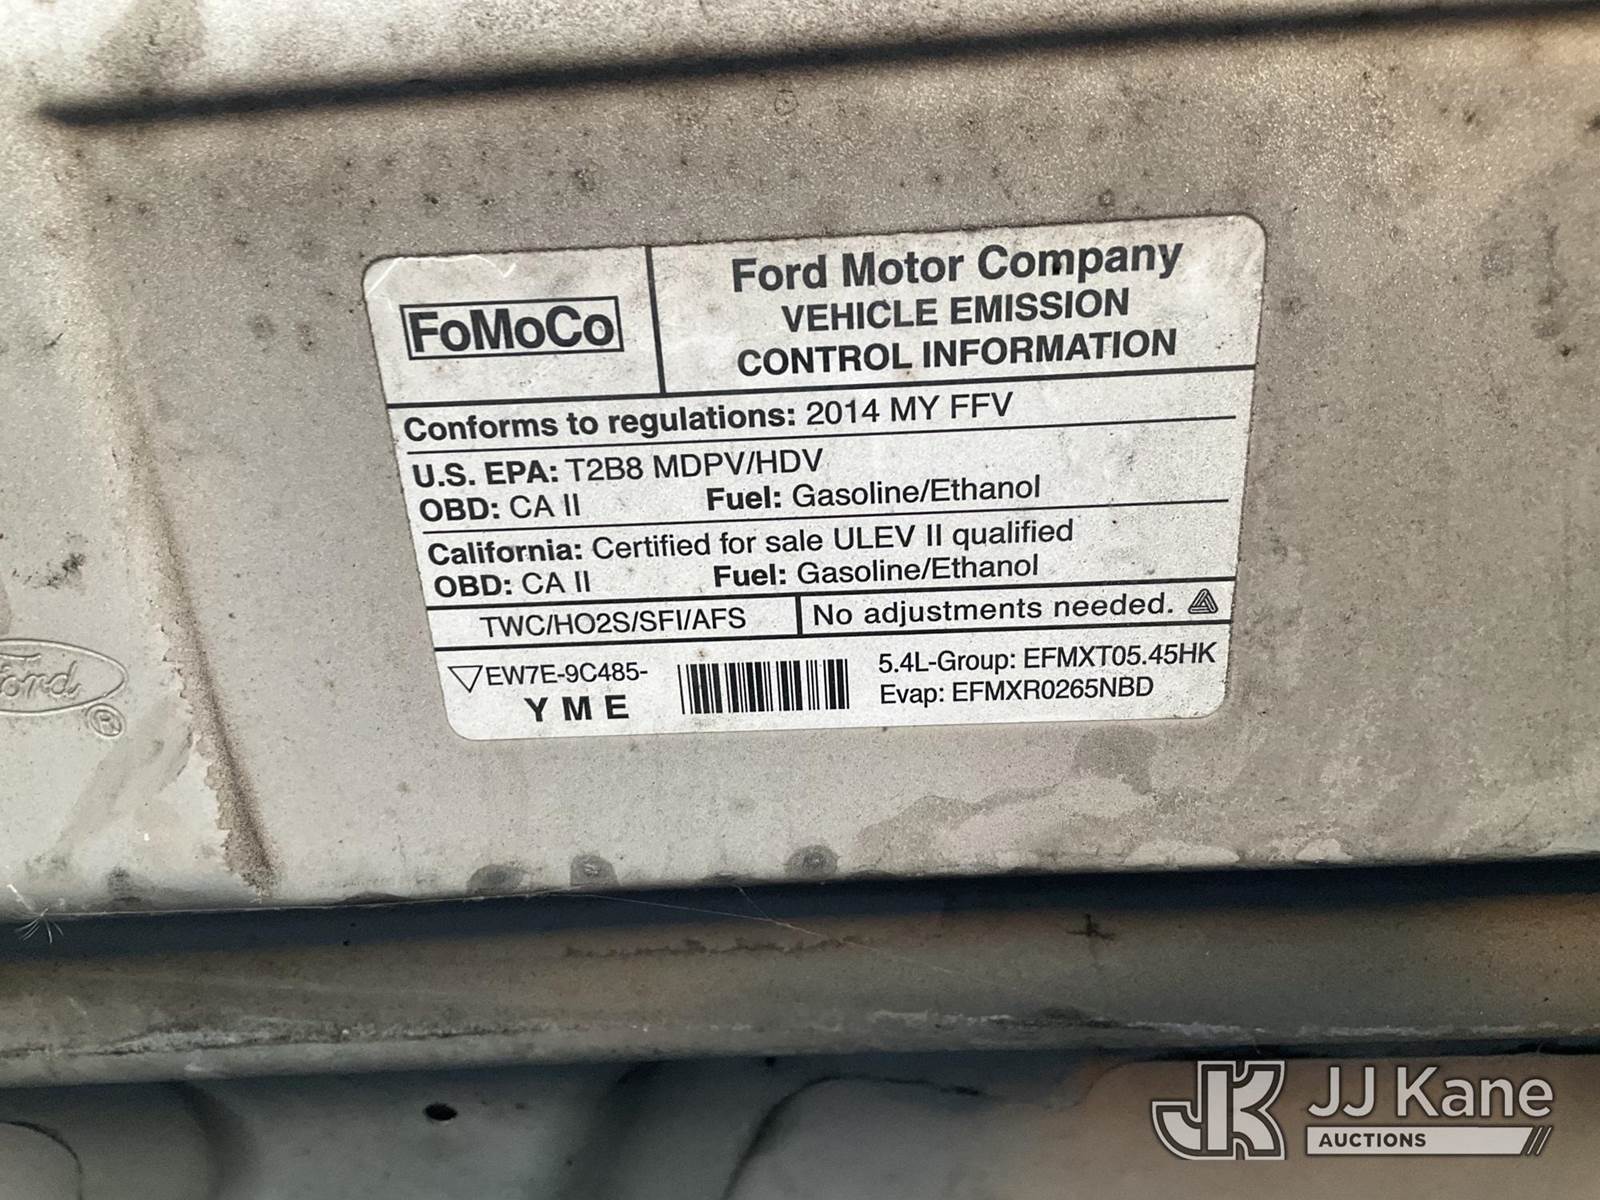 FoMoCo
Ford Motor Company
VEHICLE EMISSION
CONTROL INFORMATION
Conforms to regulations: 2014 MY FFV
U.S. EPA: T2B8 MDPV/HDV
OBD: CA II Fuel: Gasoline/Ethanol
California: Certified for sale ULEV II qualified
OBD: CA II Fuel: Gasoline/Ethanol
TWC/HO2S/SFI/AFS No adjustments needed.
EW7E-9C485-
Y M E
5.4L-Group: EFMXT05.45HK
Evap: EFMXR0265NBD
Ford ®
JK JJ Kane
AUCTIONS